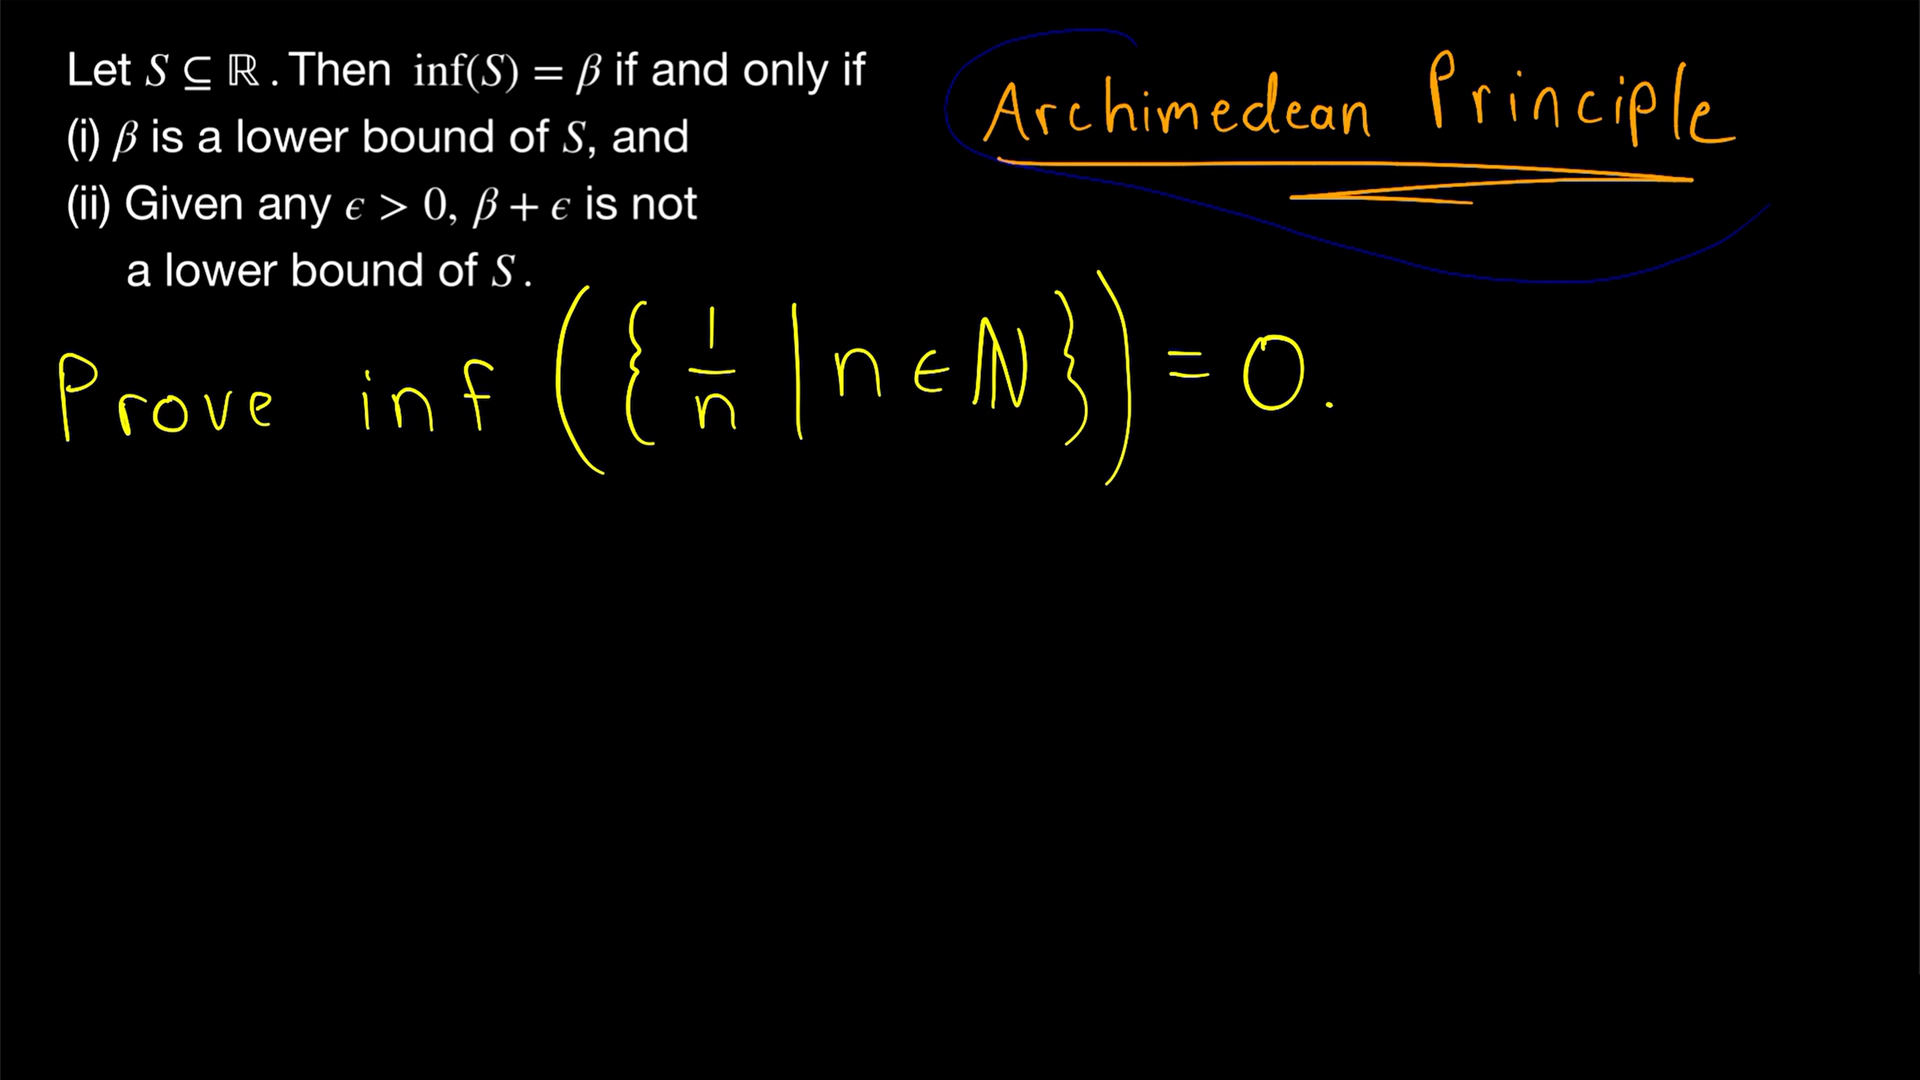 Let S ⊆ ℝ. Then inf(S) = β if and only if
(i) β is a lower bound of S, and
(ii) Given any ϵ > 0, β + ϵ is not
a lower bound of S.
Archimedean Principle
Prove inf ({ 1/n | n ∈ ℕ }) = 0.